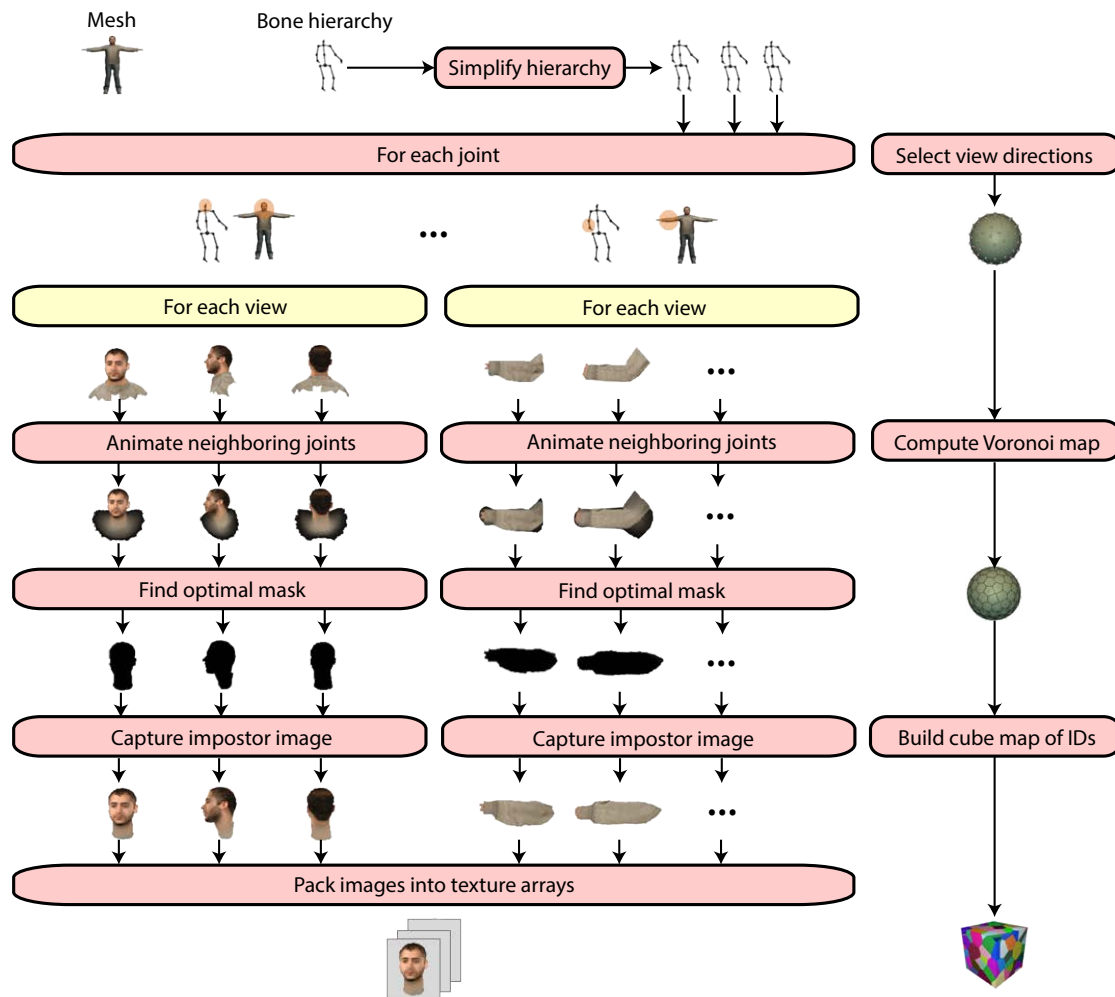 Mesh
Bone hierarchy
Simplify hierarchy
For each joint
Select view directions
...
For each view
For each view
...
Animate neighboring joints
Animate neighboring joints
Compute Voronoi map
...
Find optimal mask
Find optimal mask
...
Capture impostor image
Capture impostor image
Build cube map of IDs
...
Pack images into texture arrays